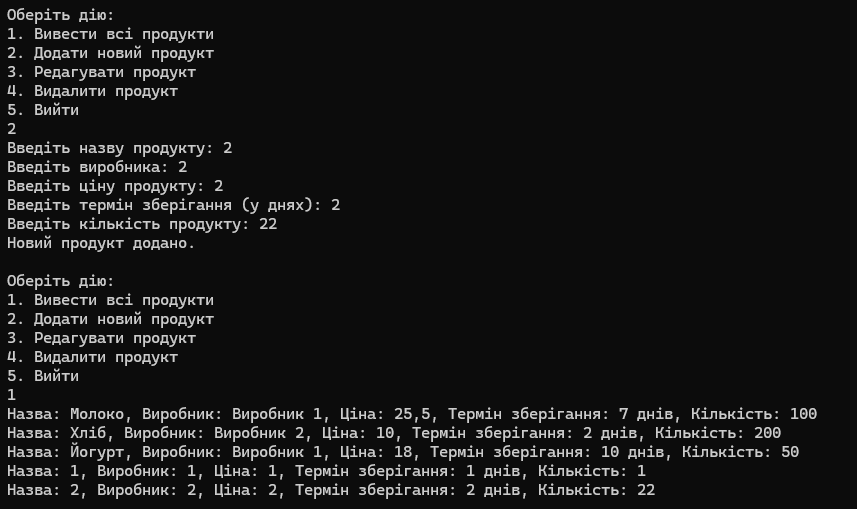 Оберіть дію:
1. Вивести всі продукти
2. Додати новий продукт
3. Редагувати продукт
4. Видалити продукт
5. Вийти
2
Введіть назву продукту: 2
Введіть виробника: 2
Введіть ціну продукту: 2
Введіть термін зберігання (у днях): 2
Введіть кількість продукту: 22
Новий продукт додано.

Оберіть дію:
1. Вивести всі продукти
2. Додати новий продукт
3. Редагувати продукт
4. Видалити продукт
5. Вийти
1
Назва: Молоко, Виробник: Виробник 1, Ціна: 25,5, Термін зберігання: 7 днів, Кількість: 100
Назва: Хліб, Виробник: Виробник 2, Ціна: 10, Термін зберігання: 2 днів, Кількість: 200
Назва: Йогурт, Виробник: Виробник 1, Ціна: 18, Термін зберігання: 10 днів, Кількість: 50
Назва: 1, Виробник: 1, Ціна: 1, Термін зберігання: 1 днів, Кількість: 1
Назва: 2, Виробник: 2, Ціна: 2, Термін зберігання: 2 днів, Кількість: 22